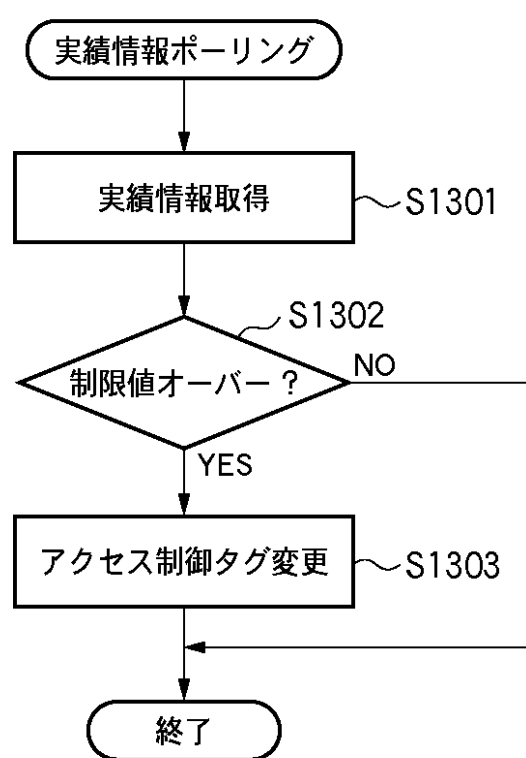 実績情報ポーリング
実績情報取得
S1301
S1302
制限値オーバー？
NO
YES
アクセス制御タグ変更
S1303
終了